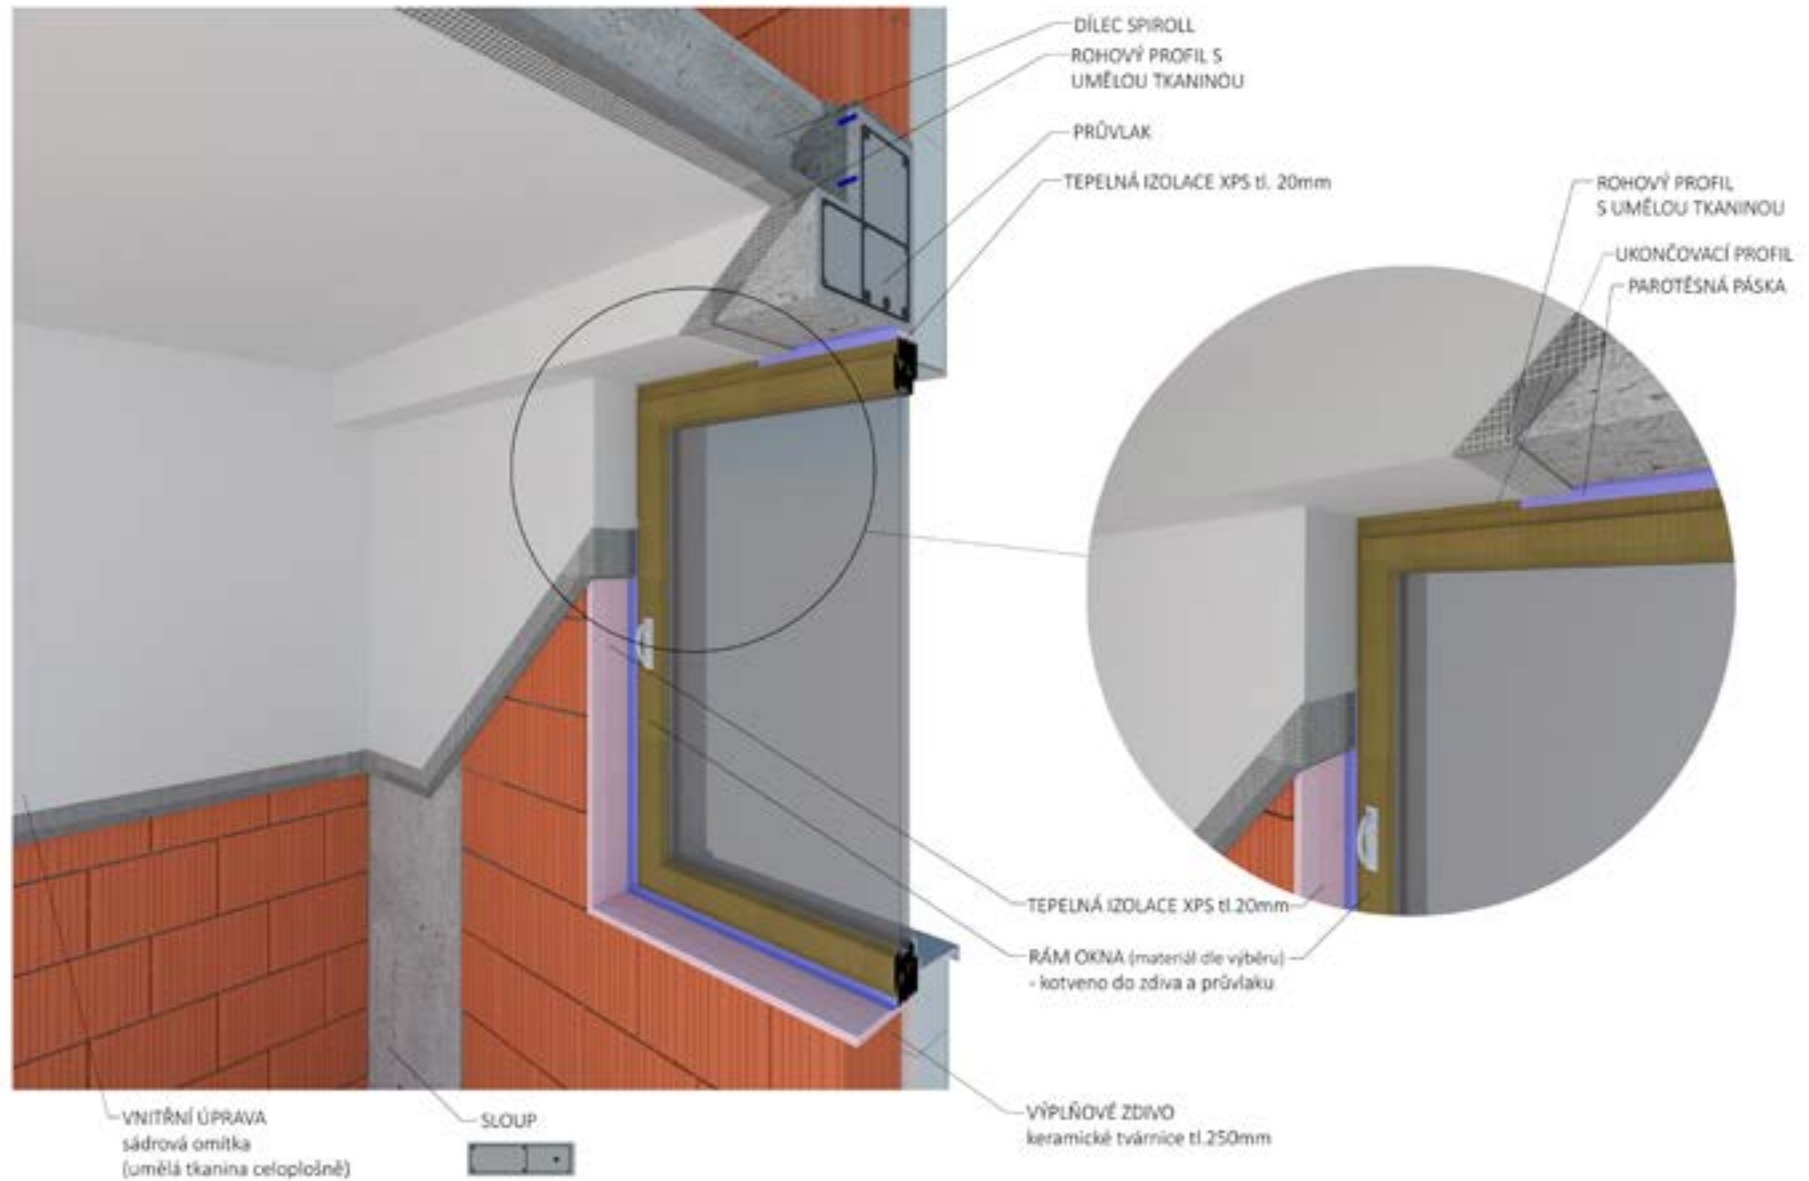 DÍLEC SPIROLL
ROHOVÝ PROFIL S
UMĚLOU TKANINOU
PRŮVLAK
TEPELNÁ IZOLACE XPS tl. 20mm
ROHOVÝ PROFIL
S UMĚLOU TKANINOU
UKONČOVACÍ PROFIL
PAROTĚSNÁ PÁSKA
TEPELNÁ IZOLACE XPS tl.20mm
RÁM OKNA (materiál dle výběru)
- kotveno do zdiva a průvlaku
VÝPLŇOVÉ ZDIVO
keramické tvárnice tl.250mm
VNITŘNÍ ÚPRAVA
sádrová omítka
(umělá tkanina celoplošně)
SLOUP